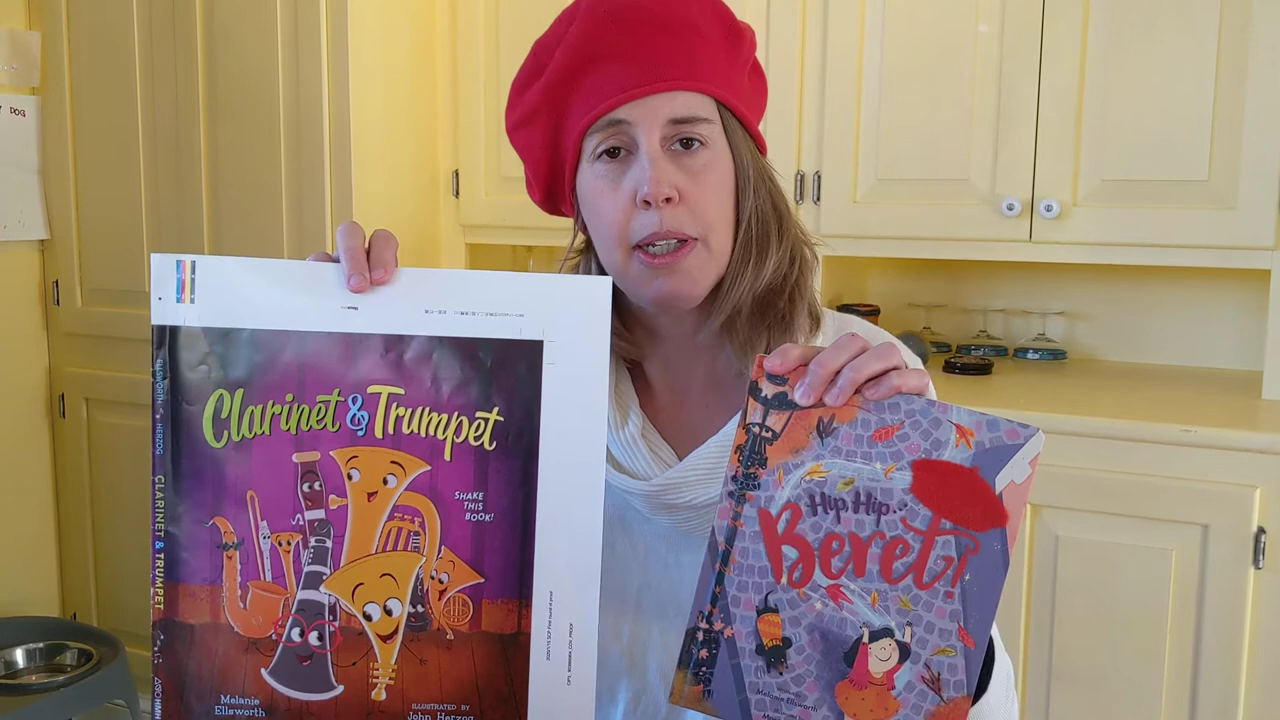 Y DOG
ELLSWORTH
HERZOG
CLARINET & TRUMPET
HMH
Clarinet & Trumpet
SHAKE
THIS
BOOK!
Melanie
Ellsworth
ILLUSTRATED BY
John Herzog
Hip, Hip...
Beret!
Melanie Ellsworth